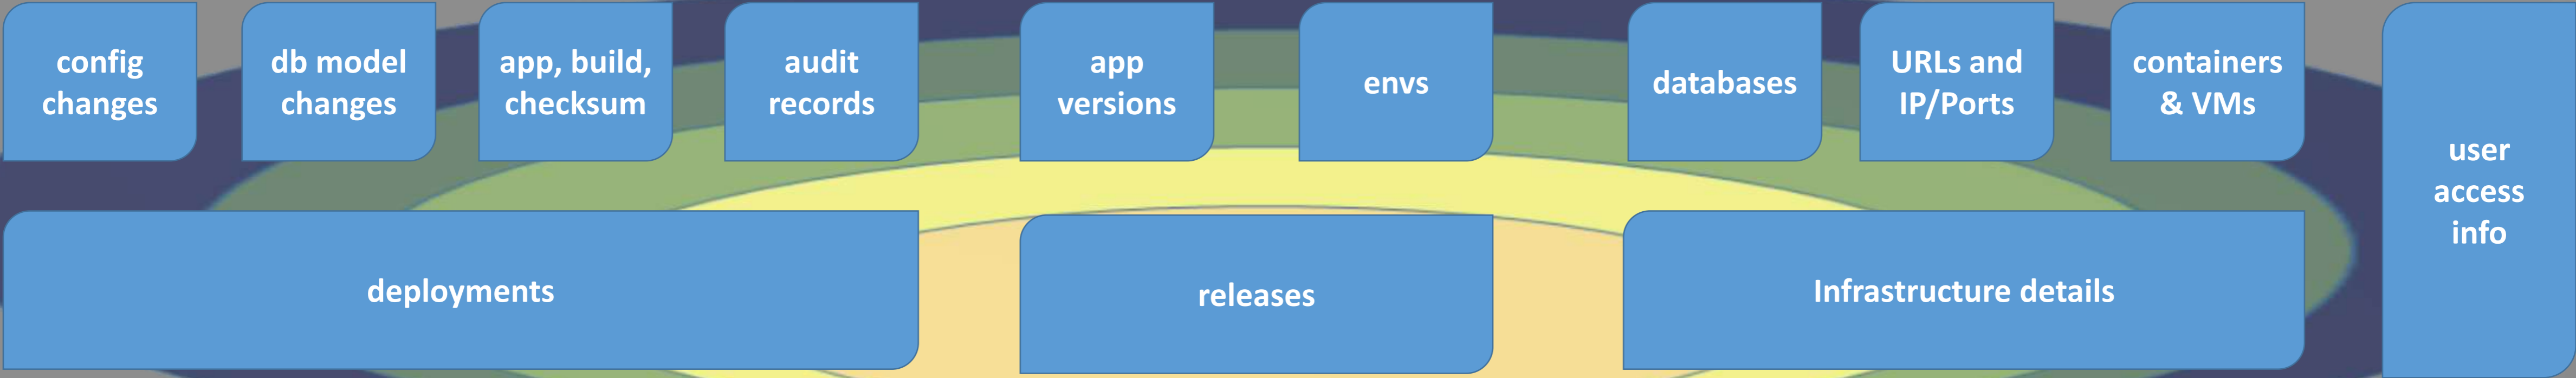 config
changes
db model
changes
app, build,
checksum
audit
records
app
versions
envs
databases
URLs and
IP/Ports
containers
& VMs
user
access
info
deployments
releases
Infrastructure details